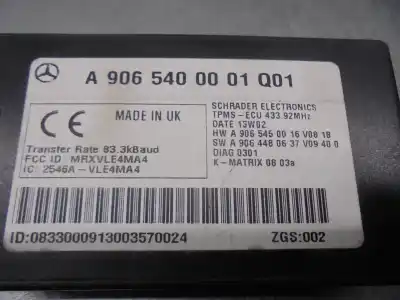 A 906 540 00 01 Q01
MADE IN UK
SCHRADER ELECTRONICS
TPMS-ECU 433.92MHz
DATE 13W02
HW A 906 545 00 16 V08 18
SW A 906 448 06 37 V09 40 0
DIAG 0301
K-MATRIX 08 03a
Transfer Rate 83.3kBaud
FCC ID MRXVLE4MA4
IC: 2546A-VLE4MA4
ID:0833000913003570024
ZGS:002